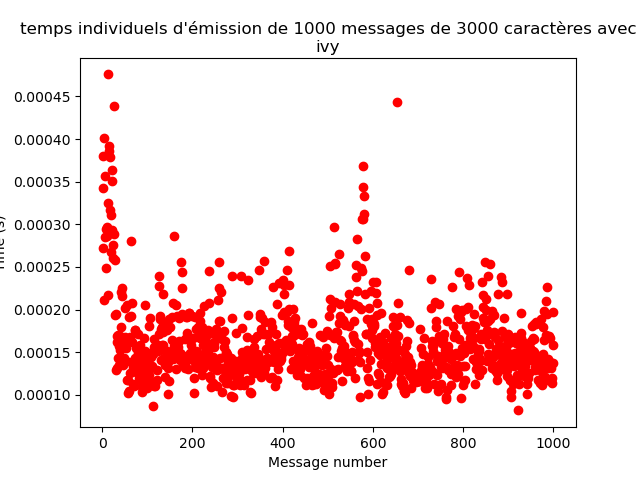 temps individuels d'émission de 1000 messages de 3000 caractères avec
ivy
0.00045
0.00040
0.00035
0.00030
0.00025
0.00020
0.00015
0.00010
Time (s)
0 200 400 600 800 1000
Message number